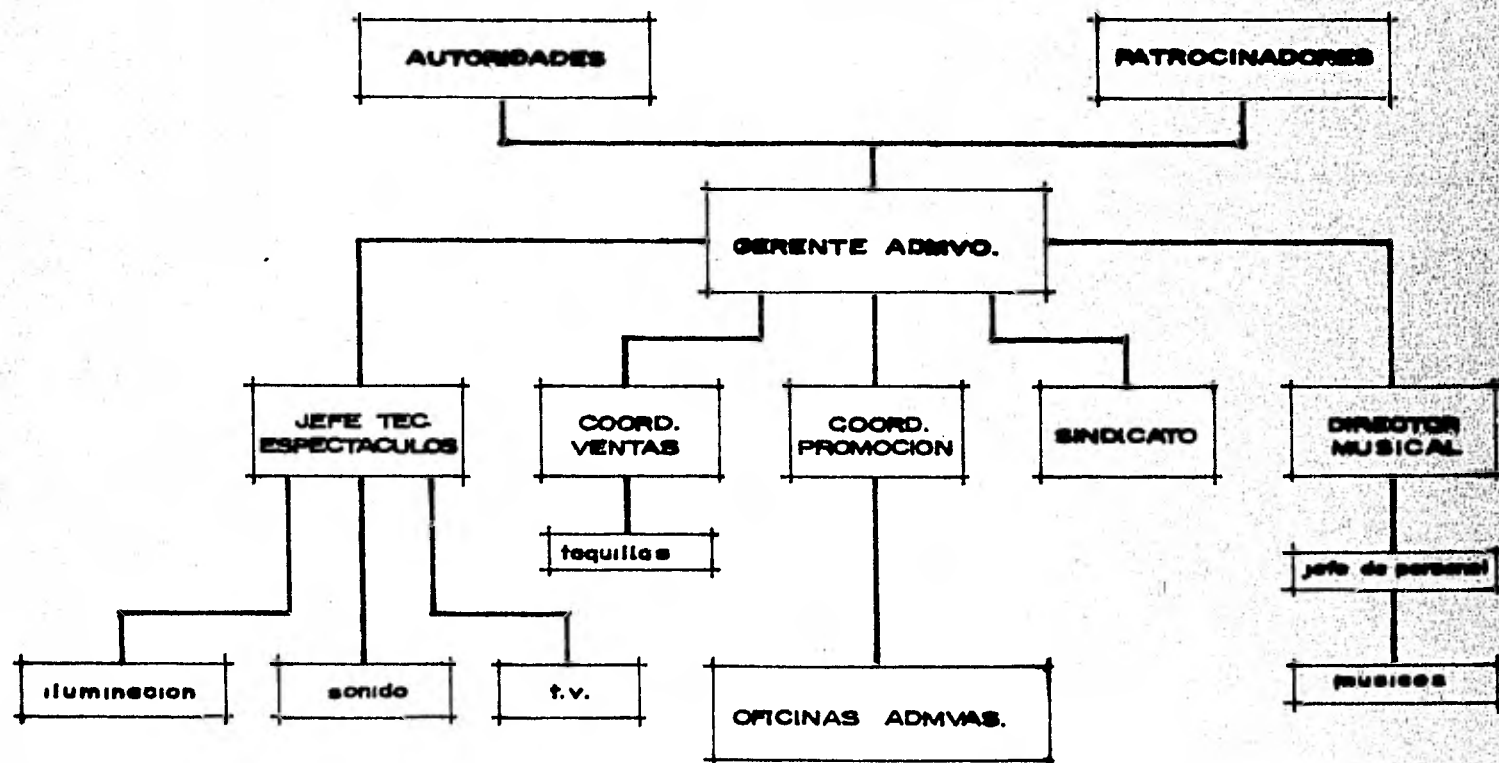 AUTORIDADES
PATROCINADORES
GERENTE ADMVO.
JEFE TEC.
ESPECTACULOS
COORD.
VENTAS
COORD.
PROMOCION
SINDICATO
DIRECTOR
MUSICAL
taquillas
jefe de personal
iluminacion
sonido
t.v.
OFICINAS ADMVAS.
musicos